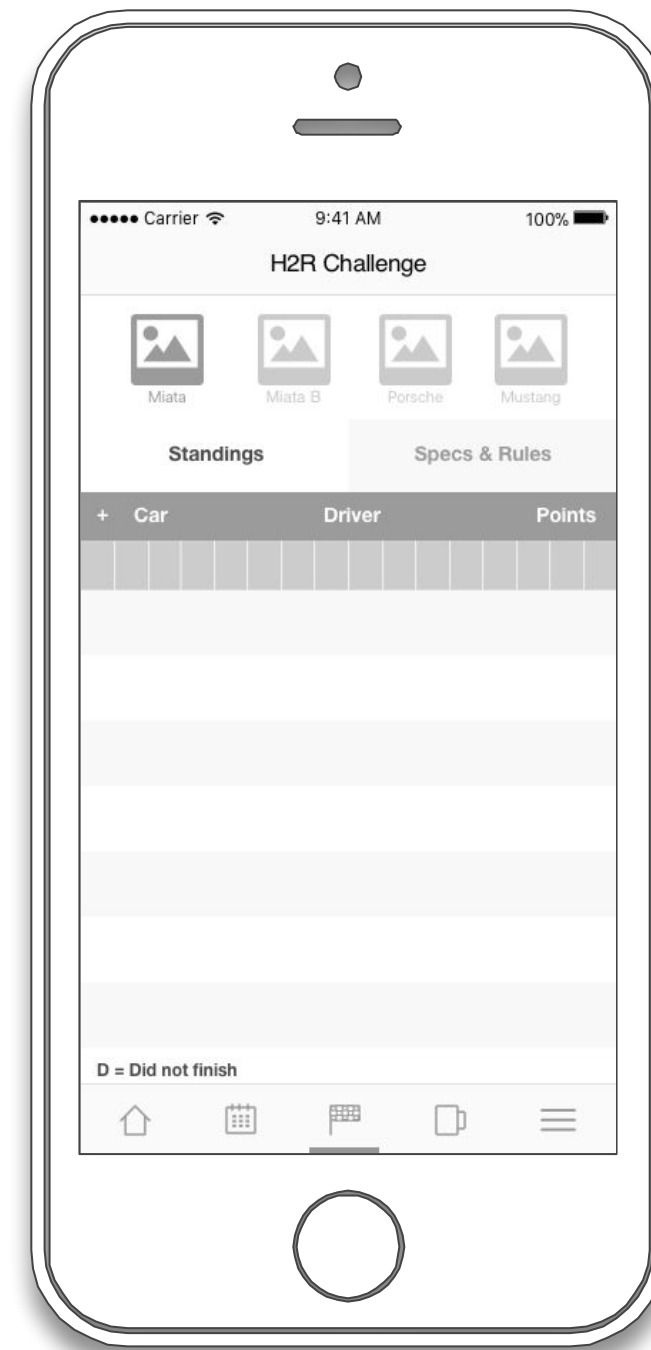 Carrier 9:41 AM 100%
H2R Challenge
Miata Miata B Porsche Mustang
Standings Specs & Rules
+ Car Driver Points
D = Did not finish